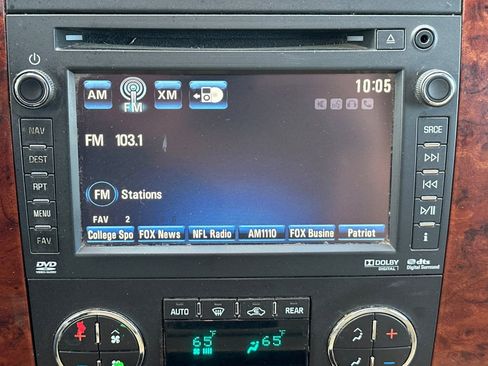 AM FM XM 10:05
FM 103.1
FM Stations
FAV 2
College Spo FOX News NFL Radio AM1110 FOX Busine Patriot
NAV
DEST
RPT
MENU
FAV
SRCE
i
DVD
DOLBY
DIGITAL
dts
Digital Surround
AUTO REAR
65°F 65°F